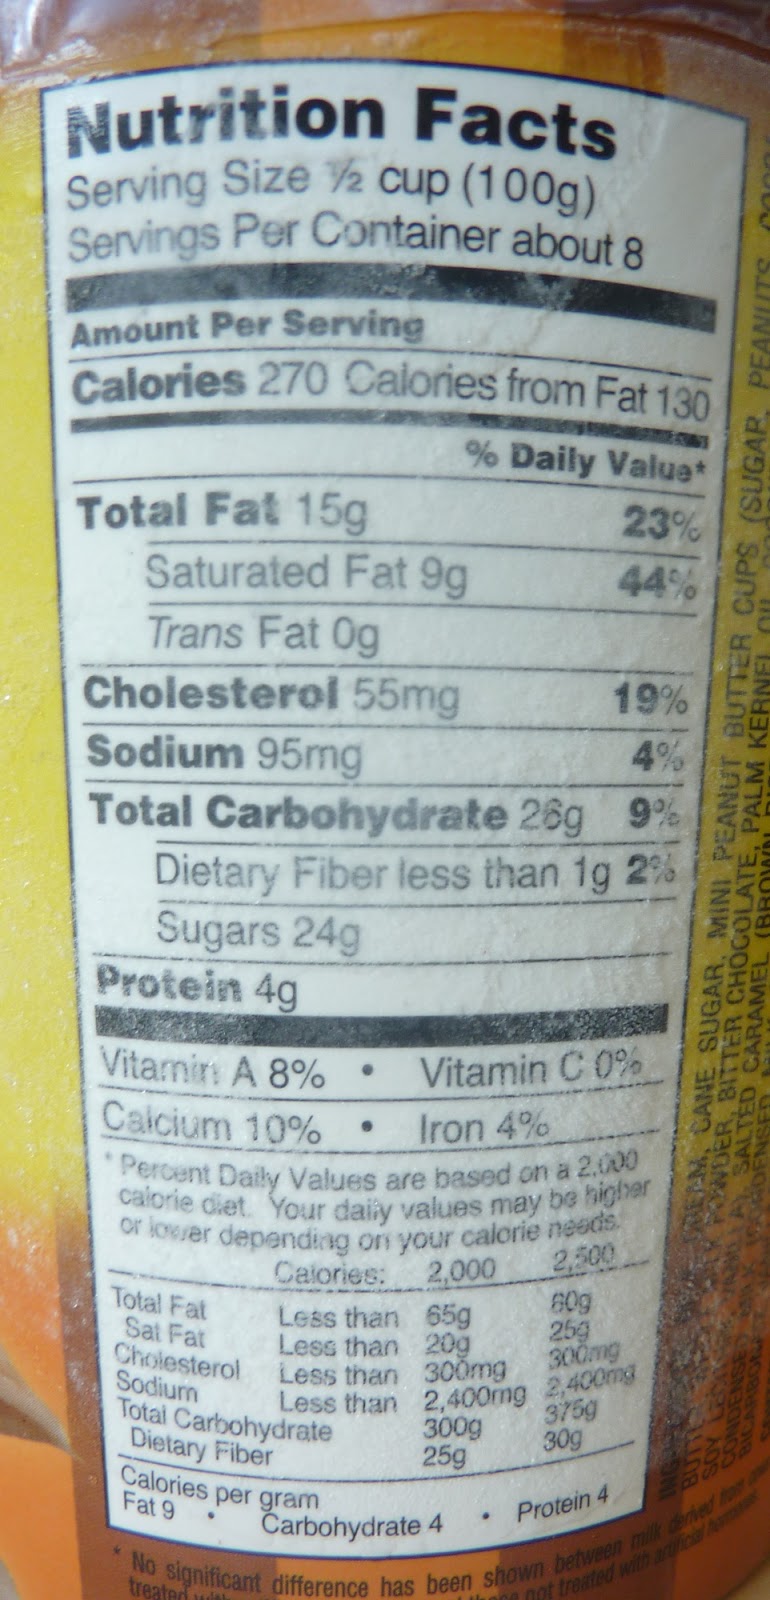 Nutrition Facts
Serving Size ½ cup (100g)
Servings Per Container about 8
Amount Per Serving
Calories 270 Calories from Fat 130
% Daily Value*
Total Fat 15g 23%
Saturated Fat 9g 44%
Trans Fat 0g
Cholesterol 55mg 19%
Sodium 95mg 4%
Total Carbohydrate 26g 9%
Dietary Fiber less than 1g 2%
Sugars 24g
Protein 4g
Vitamin A 8% • Vitamin C 0%
Calcium 10% • Iron 4%
* Percent Daily Values are based on a 2,000
calorie diet. Your daily values may be higher
or lower depending on your calorie needs.
Calories: 2,000 2,500
Total Fat Less than 65g 80g
Sat Fat Less than 20g 25g
Cholesterol Less than 300mg 300mg
Sodium Less than 2,400mg 2,400mg
Total Carbohydrate 300g 375g
Dietary Fiber 25g 30g
Calories per gram
Fat 9 • Carbohydrate 4 • Protein 4
* No significant difference has been shown between milk derived from
treated not treated with artificial hormones
CANE SUGAR, MINI PEANUT BUTTER CUPS (SUGAR, PEANUTS,
POWDER, BITTER CHOCOLATE, PALM KERNEL OIL
SALTED CARAMEL (BROWN